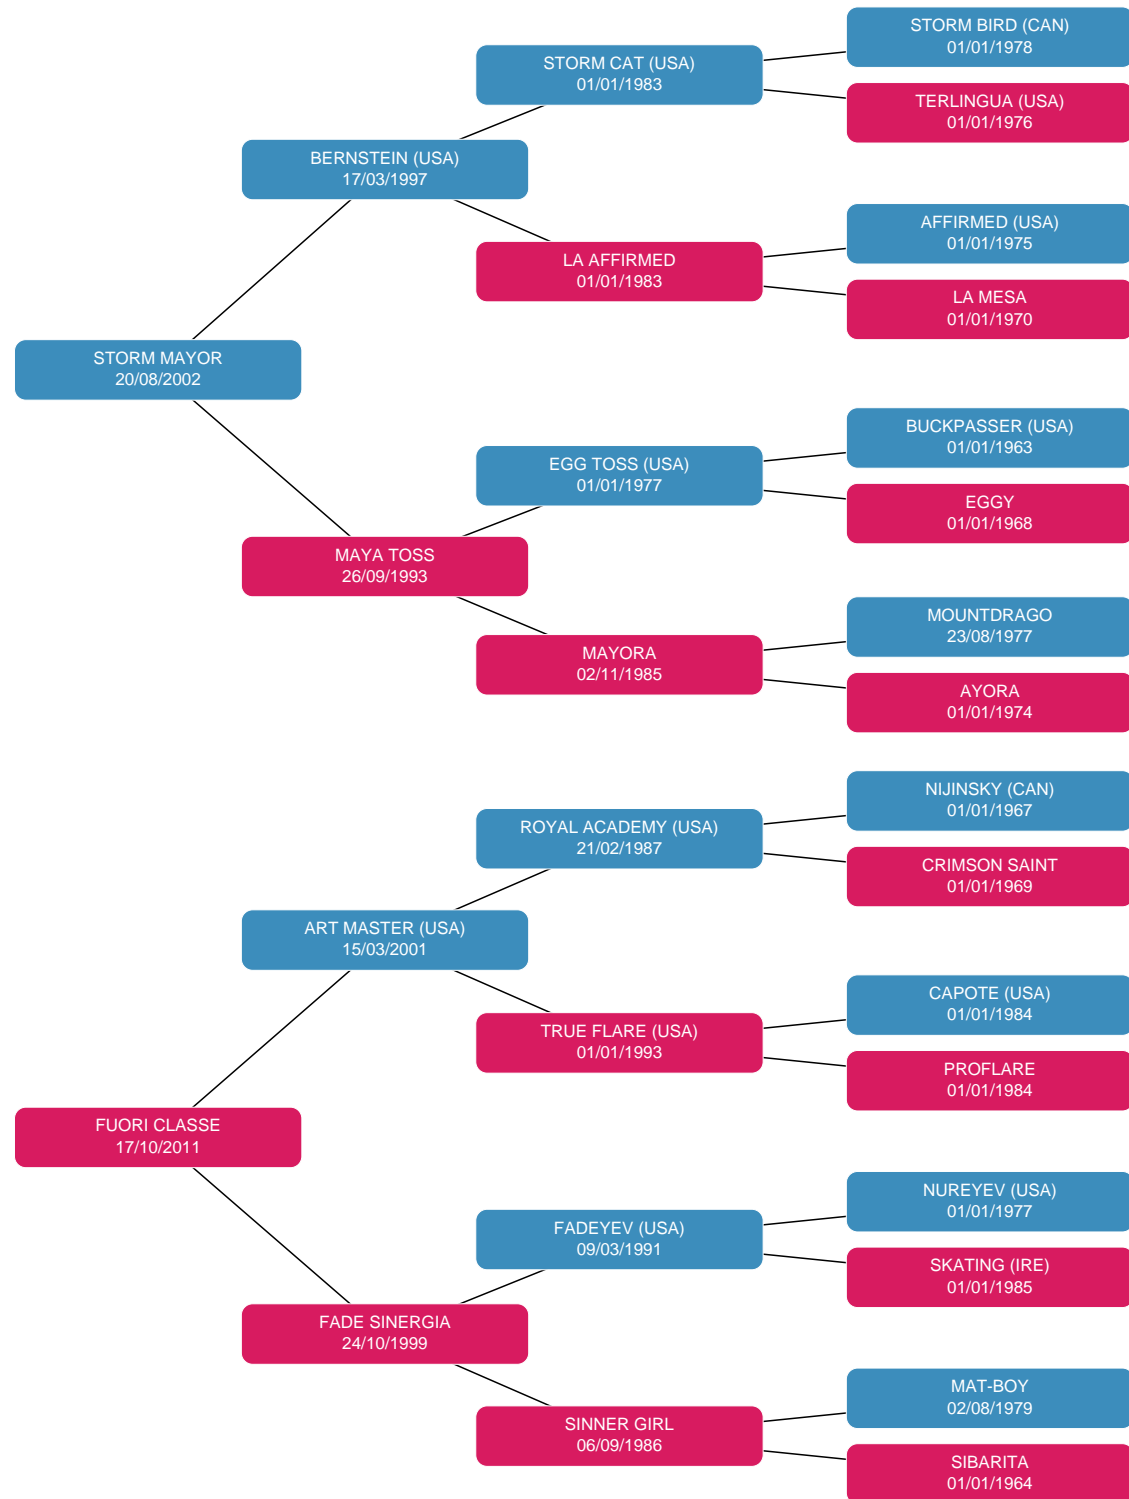 STORM BIRD (CAN)
01/01/1978
STORM CAT (USA)
01/01/1983
TERLINGUA (USA)
01/01/1976
BERNSTEIN (USA)
17/03/1997
AFFIRMED (USA)
01/01/1975
LA AFFIRMED
01/01/1983
LA MESA
01/01/1970
STORM MAYOR
20/08/2002
BUCKPASSER (USA)
01/01/1963
EGG TOSS (USA)
01/01/1977
EGGY
01/01/1968
MAYA TOSS
26/09/1993
MOUNTDRAGO
23/08/1977
MAYORA
02/11/1985
AYORA
01/01/1974
NIJINSKY (CAN)
01/01/1967
ROYAL ACADEMY (USA)
21/02/1987
CRIMSON SAINT
01/01/1969
ART MASTER (USA)
15/03/2001
CAPOTE (USA)
01/01/1984
TRUE FLARE (USA)
01/01/1993
PROFLARE
01/01/1984
FUORI CLASSE
17/10/2011
NUREYEV (USA)
01/01/1977
FADEYEV (USA)
09/03/1991
SKATING (IRE)
01/01/1985
FADE SINERGIA
24/10/1999
MAT-BOY
02/08/1979
SINNER GIRL
06/09/1986
SIBARITA
01/01/1964